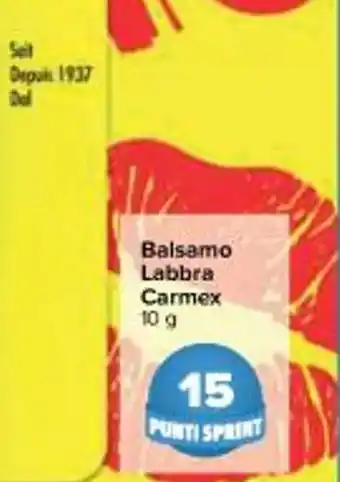 Seit
Depuis 1937
Dal
Balsamo
Labbra
Carmex
10 g
15
PUNTI SPRINT